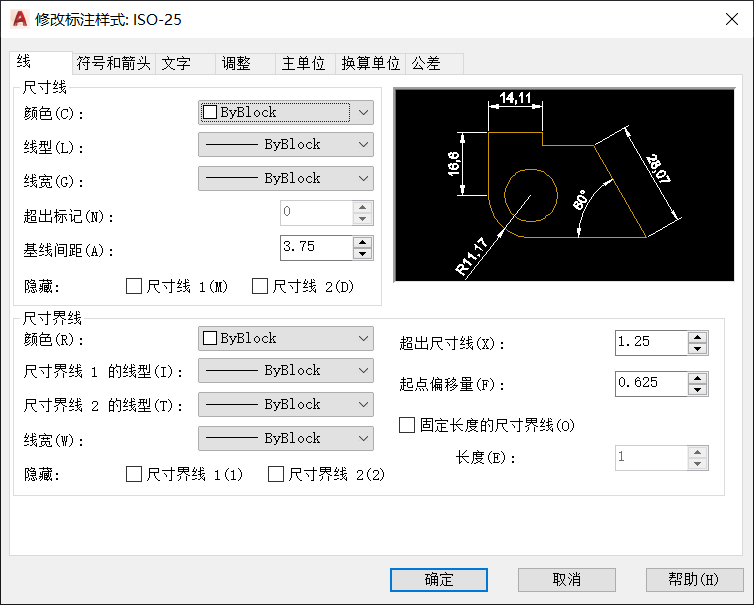 A 修改标注样式: ISO-25
线 符号和箭头 文字 调整 主单位 换算单位 公差
尺寸线
颜色(C): ByBlock
线型(L): ByBlock
线宽(G): ByBlock
超出标记(N): 0
基线间距(A): 3.75
隐藏: 尺寸线 1(M) 尺寸线 2(D)
14,11
16,6
28,07
60°
R11,17
尺寸界线
颜色(R): ByBlock
尺寸界线 1 的线型(I): ByBlock
尺寸界线 2 的线型(T): ByBlock
线宽(W): ByBlock
隐藏: 尺寸界线 1(1) 尺寸界线 2(2)
超出尺寸线(X): 1.25
起点偏移量(F): 0.625
固定长度的尺寸界线(O)
长度(E): 1
确定 取消 帮助(H)